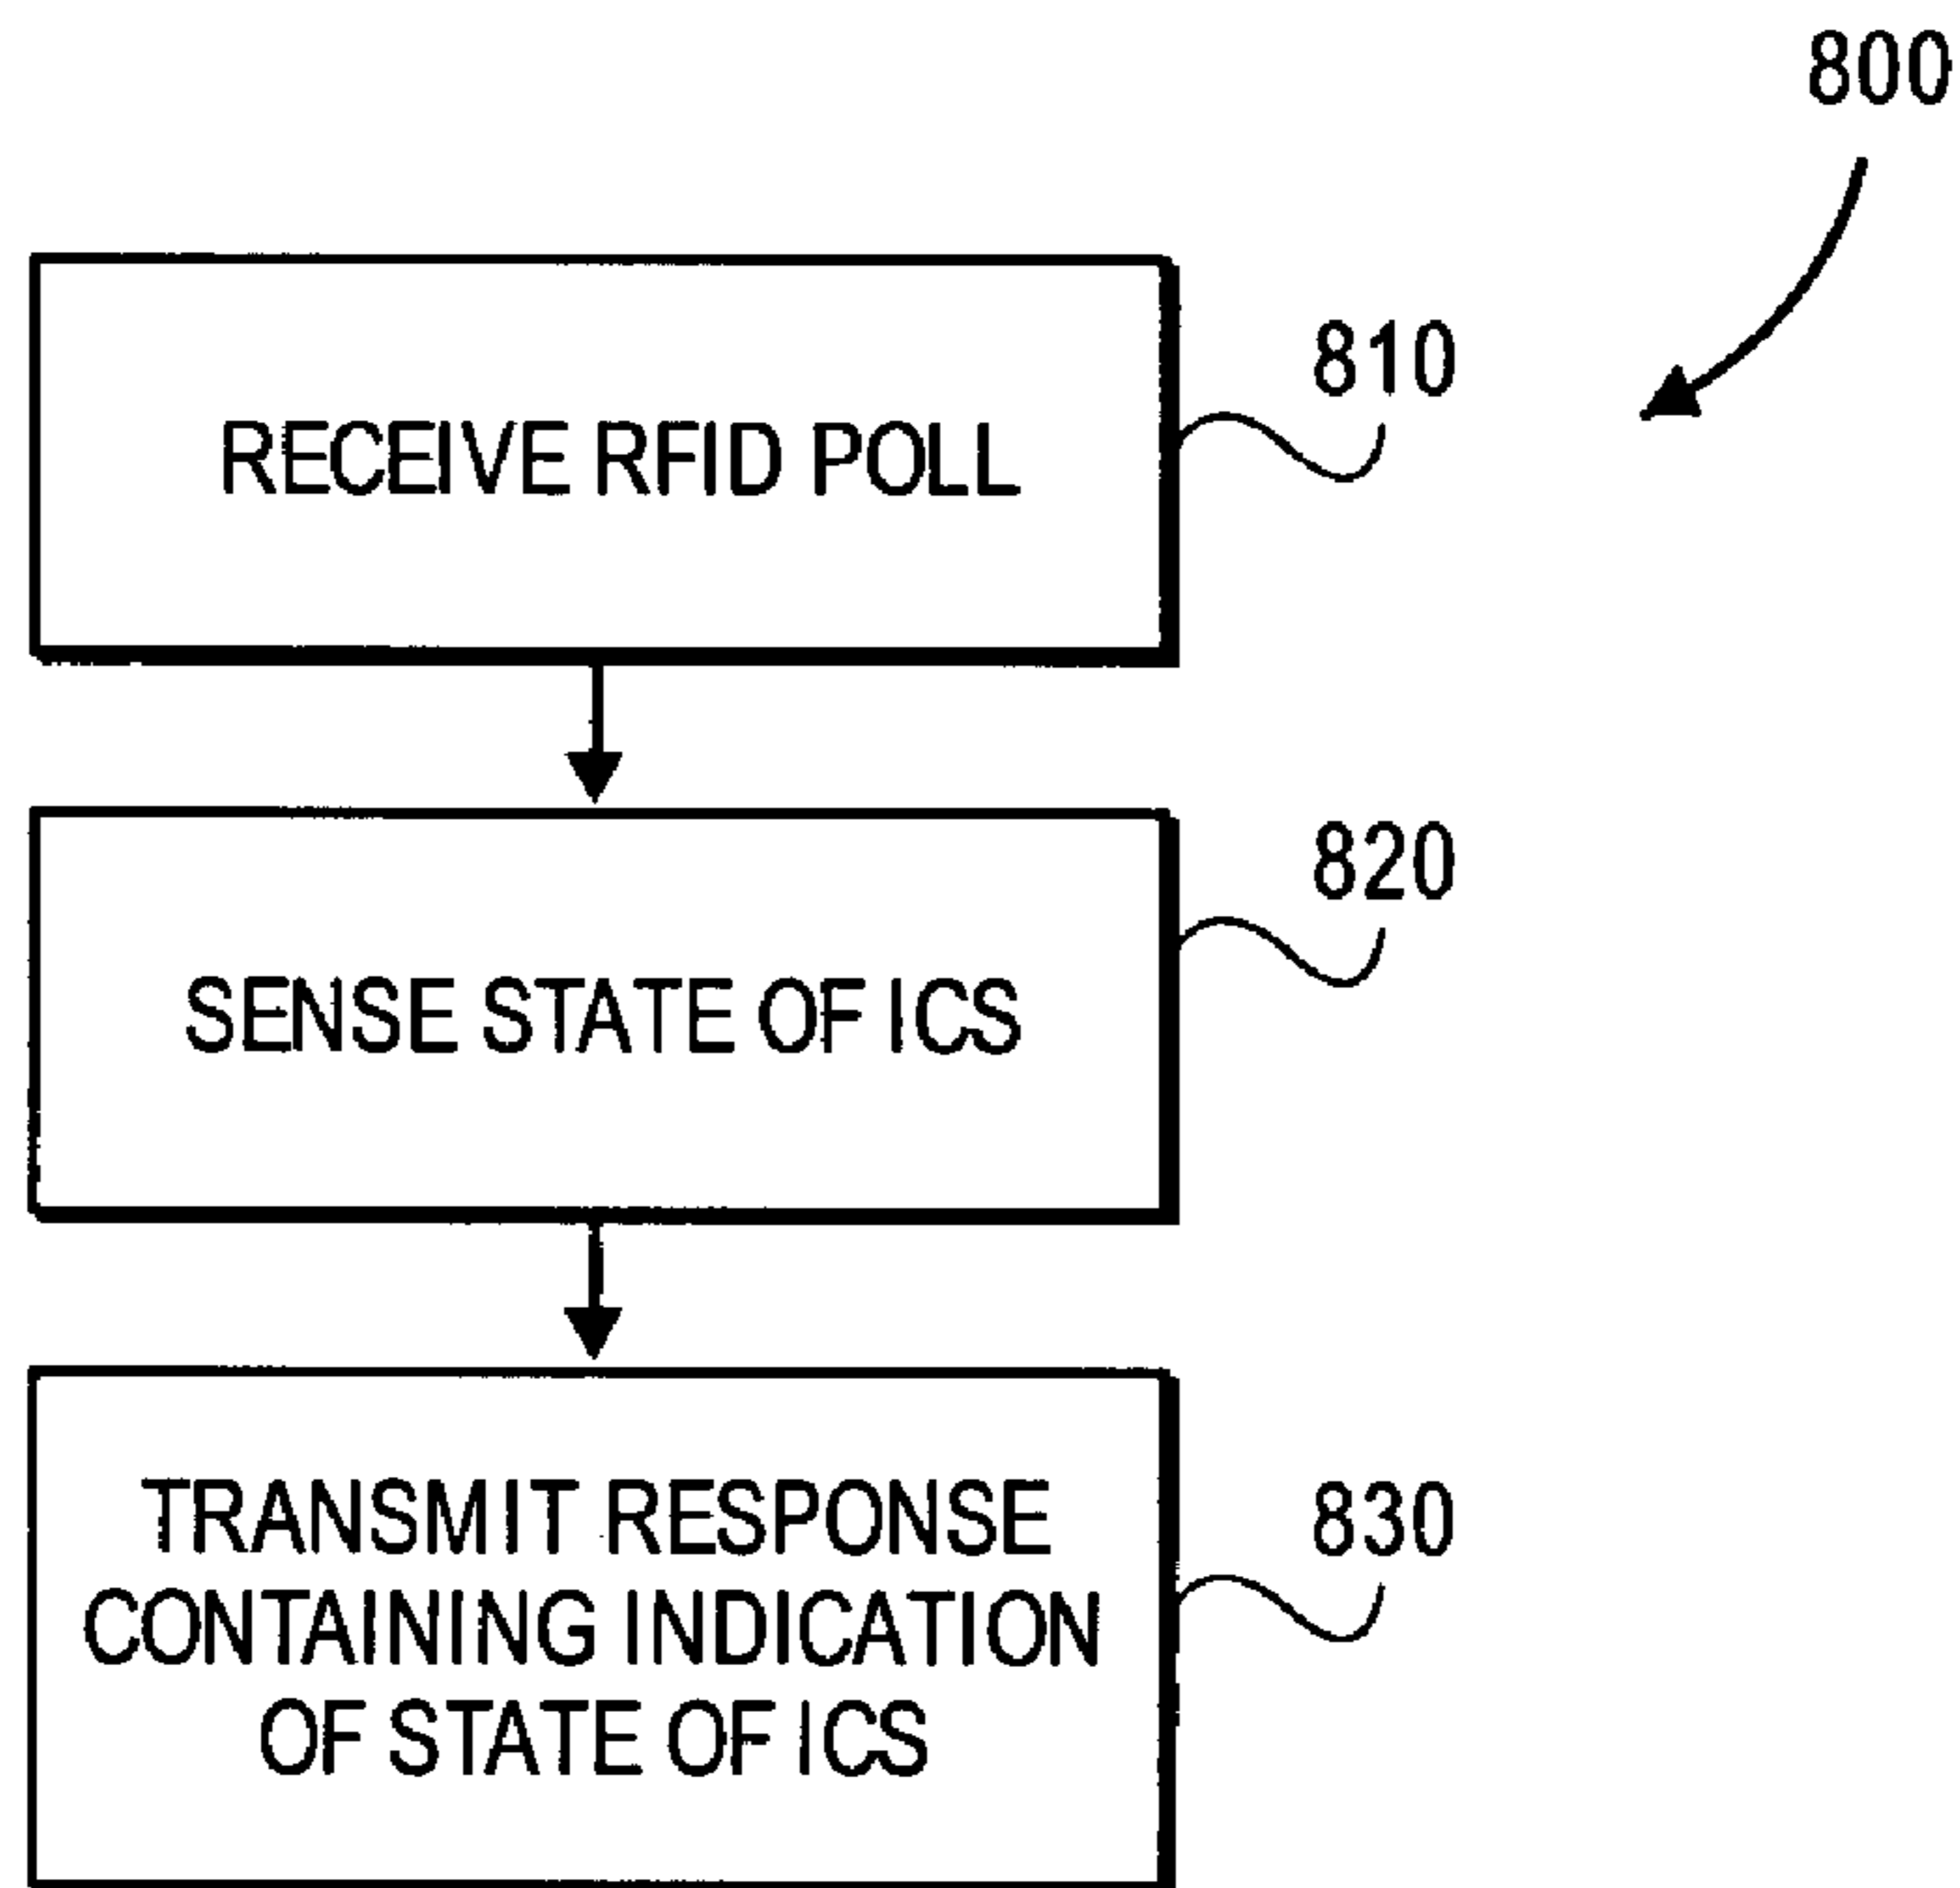 800
RECEIVE RFID POLL
810
SENSE STATE OF ICS
820
TRANSMIT RESPONSE
CONTAINING INDICATION
OF STATE OF ICS
830